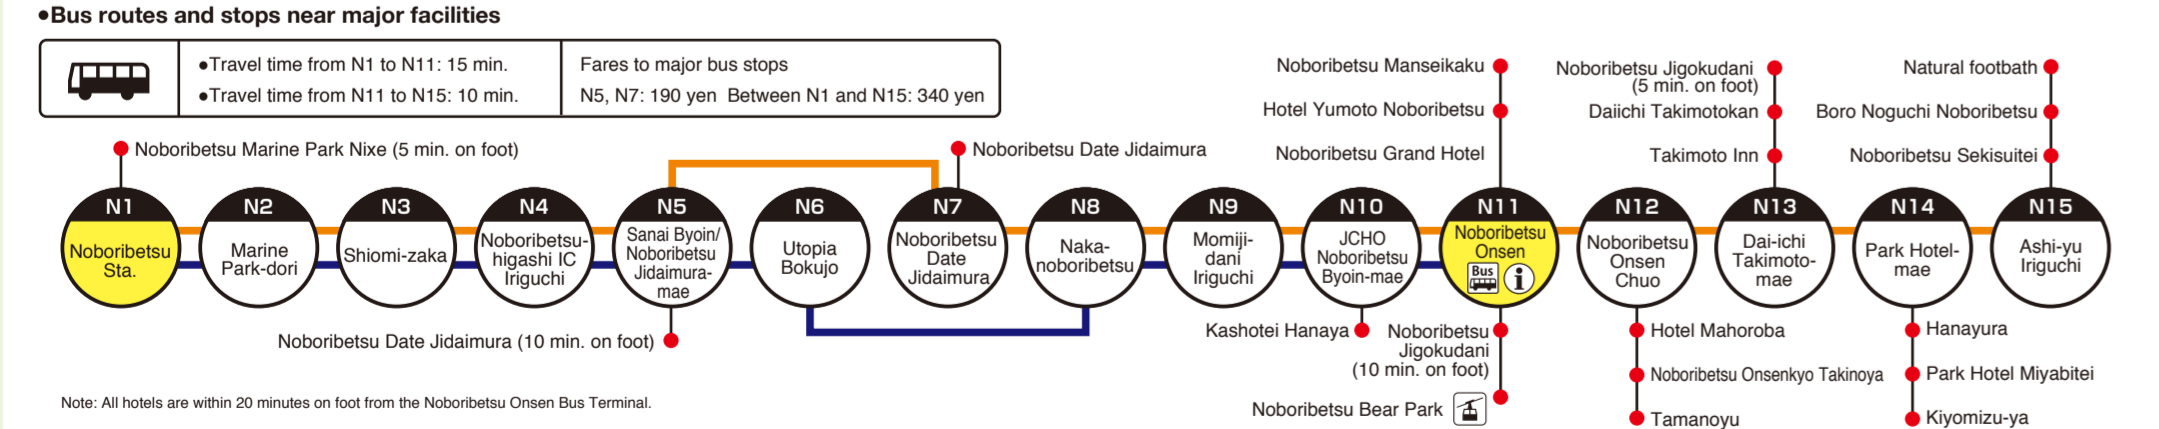 ●Bus routes and stops near major facilities
●Travel time from N1 to N11: 15 min.
●Travel time from N11 to N15: 10 min.
Fares to major bus stops
N5, N7: 190 yen Between N1 and N15: 340 yen
Noboribetsu Marine Park Nixe (5 min. on foot)
Noboribetsu Date Jidaimura
Noboribetsu Manseikaku
Hotel Yumoto Noboribetsu
Noboribetsu Grand Hotel
Noboribetsu Jigokudani
(5 min. on foot)
Daiichi Takimotokan
Takimoto Inn
Natural footbath
Boro Noguchi Noboribetsu
Noboribetsu Sekisuitei
N1
Noboribetsu
Sta.
N2
Marine
Park-dori
N3
Shiomi-zaka
N4
Noboribetsu-
higashi IC
Iriguchi
N5
Sanai Byoin/
Noboribetsu
Jidaimura-
mae
N6
Utopia
Bokujo
N7
Noboribetsu
Date
Jidaimura
N8
Naka-
noboribetsu
N9
Momiji-
dani
Iriguchi
N10
JCHO
Noboribetsu
Byoin-mae
N11
Noboribetsu
Onsen
Bus
i
N12
Noboribetsu
Onsen
Chuo
N13
Dai-ichi
Takimoto-
mae
N14
Park Hotel-
mae
N15
Ashi-yu
Iriguchi
Noboribetsu Date Jidaimura (10 min. on foot)
Kashotei Hanaya
Noboribetsu
Jigokudani
(10 min. on foot)
Noboribetsu Bear Park
Hotel Mahoroba
Noboribetsu Onsenkyo Takinoya
Tamanoyu
Hanayura
Park Hotel Miyabitei
Kiyomizu-ya
Note: All hotels are within 20 minutes on foot from the Noboribetsu Onsen Bus Terminal.